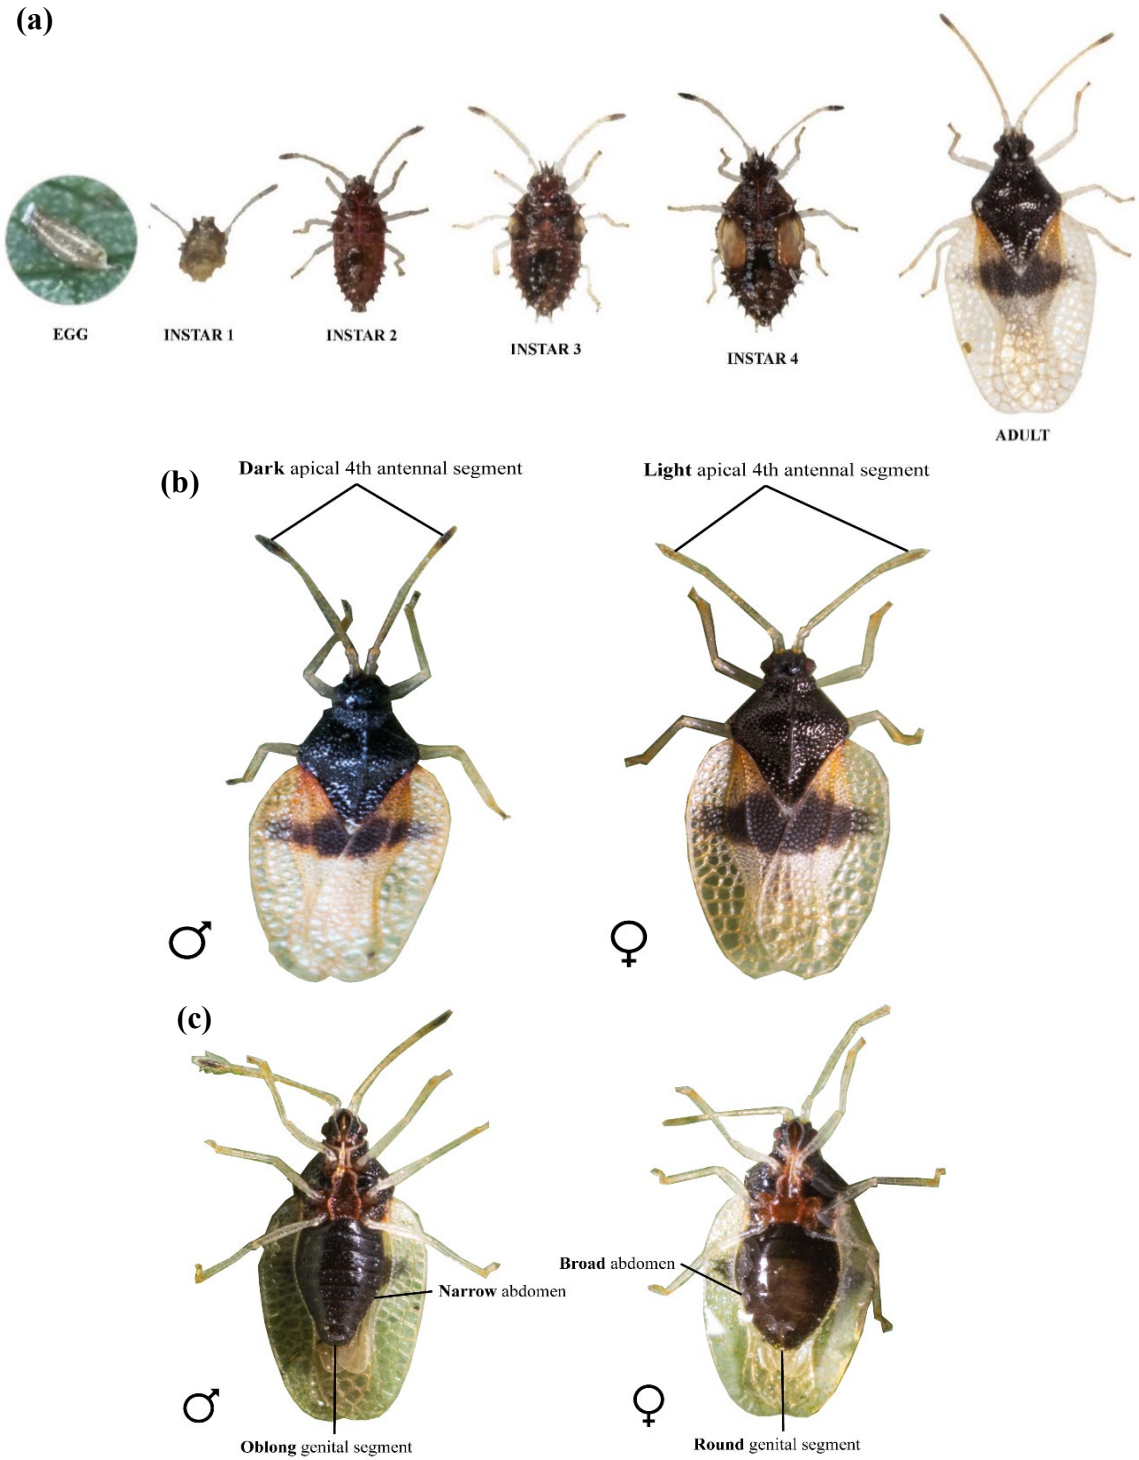 (a)
EGG
INSTAR 1
INSTAR 2
INSTAR 3
INSTAR 4
ADULT
(b)
Dark apical 4th antennal segment
Light apical 4th antennal segment
(c)
Broad abdomen
Narrow abdomen
Oblong genital segment
Round genital segment